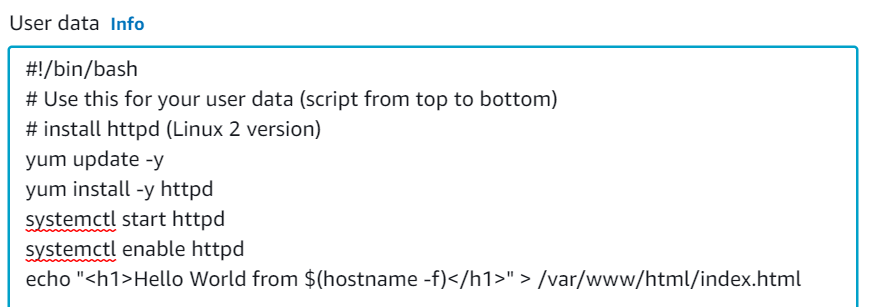 User data Info
#!/bin/bash
# Use this for your user data (script from top to bottom)
# install httpd (Linux 2 version)
yum update -y
yum install -y httpd
systemctl start httpd
systemctl enable httpd
echo "<h1>Hello World from $(hostname -f)</h1>" > /var/www/html/index.html